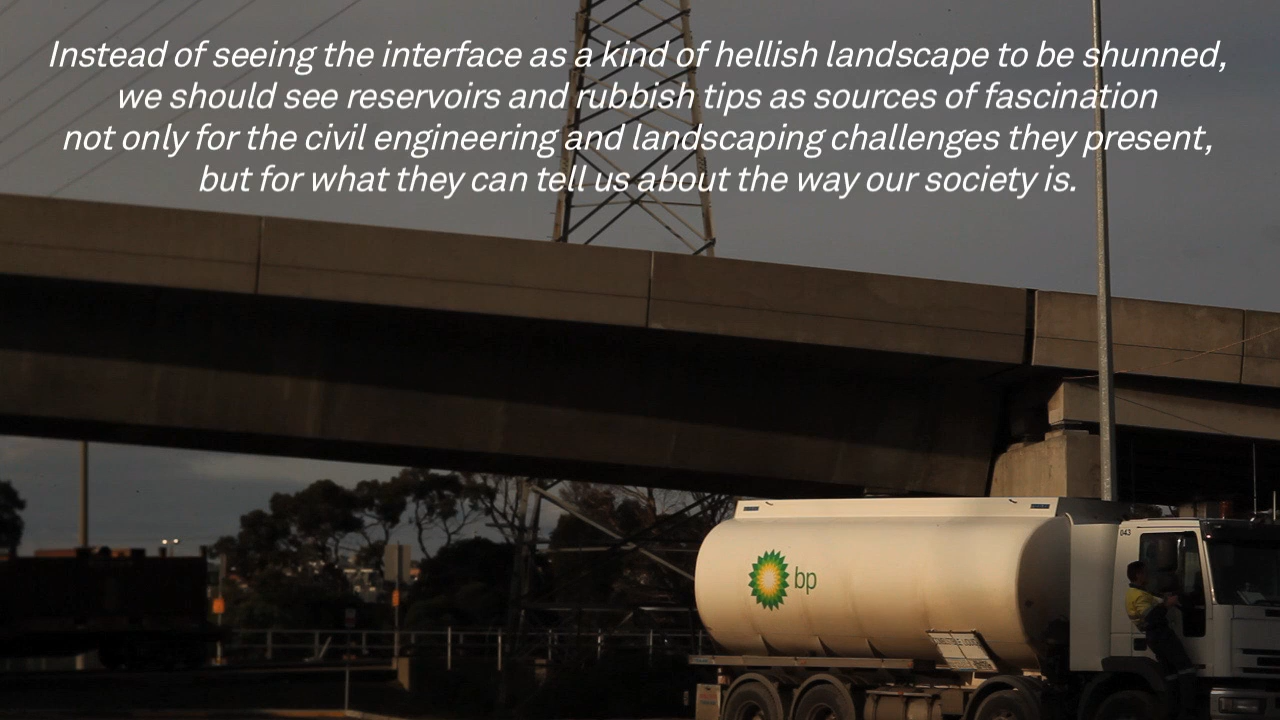 Instead of seeing the interface as a kind of hellish landscape to be shunned,
we should see reservoirs and rubbish tips as sources of fascination
not only for the civil engineering and landscaping challenges they present,
but for what they can tell us about the way our society is.
bp
043